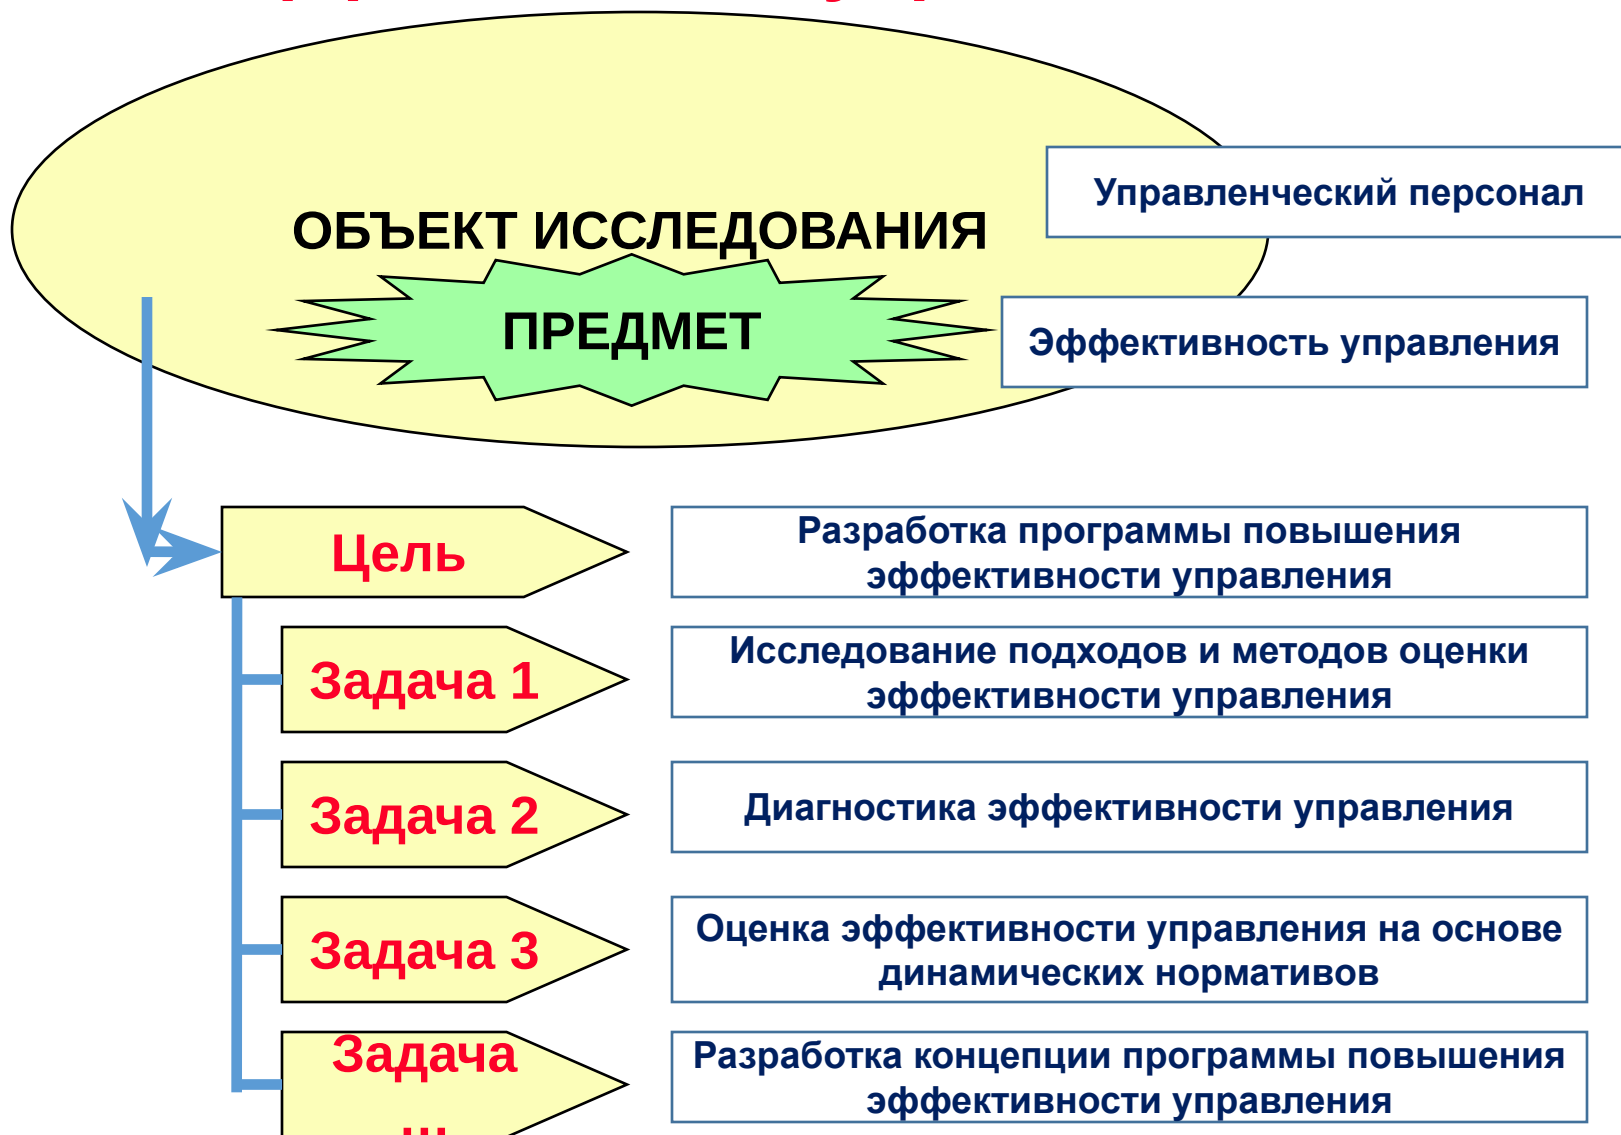 Управленческий персонал
ОБЪЕКТ ИССЛЕДОВАНИЯ
ПРЕДМЕТ
Эффективность управления
Цель
Разработка программы повышения
эффективности управления
Задача 1
Исследование подходов и методов оценки
эффективности управления
Задача 2
Диагностика эффективности управления
Задача 3
Оценка эффективности управления на основе
динамических нормативов
Задача
...
Разработка концепции программы повышения
эффективности управления